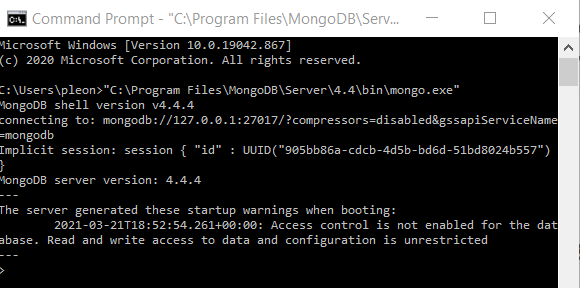 Command Prompt - "C:\Program Files\MongoDB\Serv...
Microsoft Windows [Version 10.0.19042.867]
(c) 2020 Microsoft Corporation. All rights reserved.
C:\Users\pleon>"C:\Program Files\MongoDB\Server\4.4\bin\mongo.exe"
MongoDB shell version v4.4.4
connecting to: mongodb://127.0.0.1:27017/?compressors=disabled&gssapiServiceName
=mongodb
Implicit session: session { "id" : UUID("905bb86a-cdcb-4d5b-bd6d-51bd8024b557")
}
MongoDB server version: 4.4.4
---
The server generated these startup warnings when booting:
2021-03-21T18:52:54.261+00:00: Access control is not enabled for the dat
abase. Read and write access to data and configuration is unrestricted
---
>